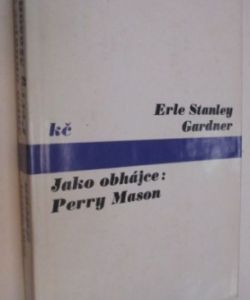 Erle Stanley
Gardner
kč
Jako obhájce:
Perry Mason